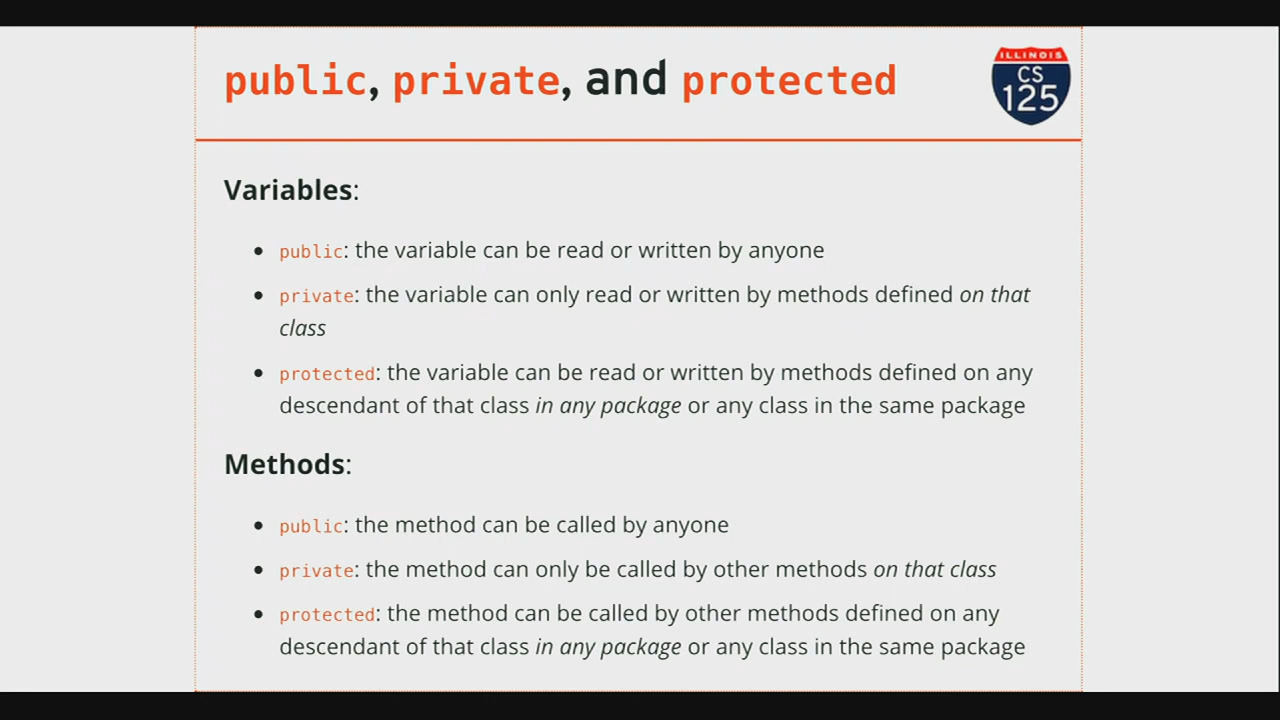 public, private, and protected
ILLINOIS
CS
125
Variables:
• public: the variable can be read or written by anyone
• private: the variable can only read or written by methods defined on that
class
• protected: the variable can be read or written by methods defined on any
descendant of that class in any package or any class in the same package
Methods:
• public: the method can be called by anyone
• private: the method can only be called by other methods on that class
• protected: the method can be called by other methods defined on any
descendant of that class in any package or any class in the same package